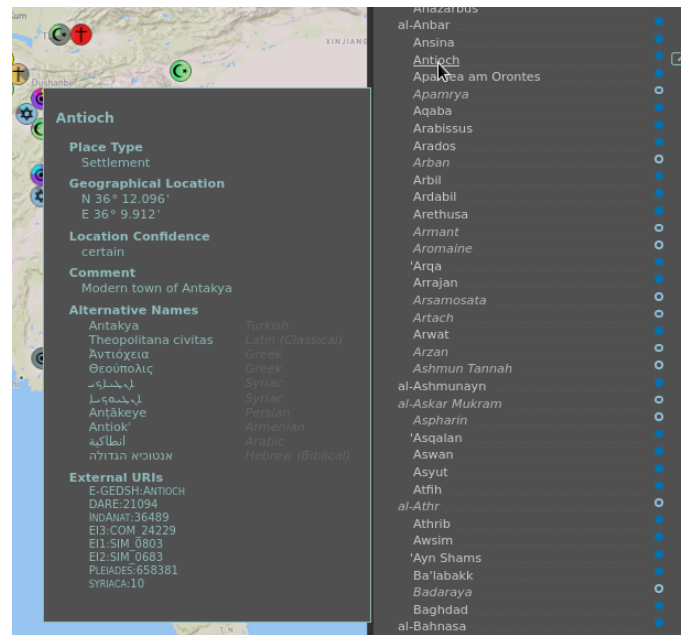 XINJIANG
Dushanbe
Antioch
Place Type
Settlement
Geographical Location
N 36° 12.096'
E 36° 9.912'
Location Confidence
certain
Comment
Modern town of Antakya
Alternative Names
Antakya Turkish
Theopolitana civitas Latin (Classical)
Ἀντιόχεια Greek
Θεούπολις Greek
Syriac
Syriac
Anṭākeye Persian
Antiok' Armenian
انطاكية Arabic
אנטוכיא הגדולה Hebrew (Biblical)
External URIs
E-GEDSH:ANTIOCH
DARE:21094
INDANAT:36489
EI3:COM_24229
EI1:SIM_0803
EI2:SIM_0683
PLEIADES:658381
SYRIACA:10
Anazarbus
al-Anbar
Ansina
Antioch
Apamea am Orontes
Apamrya
Aqaba
Arabissus
Arados
Arban
Arbil
Ardabil
Arethusa
Armant
Aromaine
'Arqa
Arrajan
Arsamosata
Artach
Arwat
Arzan
Ashmun Tannah
al-Ashmunayn
al-Askar Mukram
Aspharin
'Asqalan
Aswan
Asyut
Atfih
al-Athr
Athrib
Awsim
'Ayn Shams
Ba'labakk
Badaraya
Baghdad
al-Bahnasa